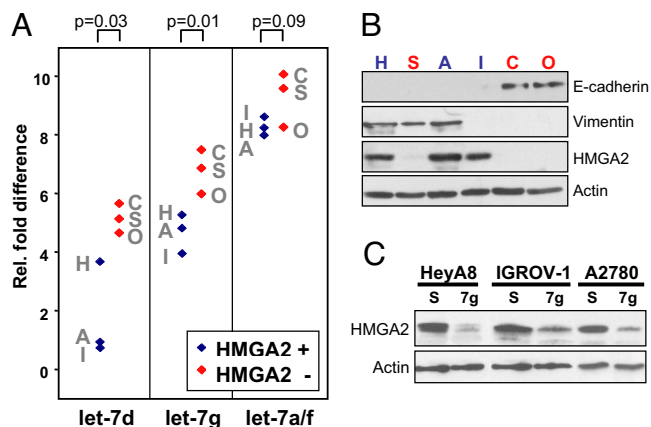 A
p=0.03 p=0.01 p=0.09
Rel. fold difference
10
8
6
4
2
0
H
A
I
C
S
O
H
A
I
C
S
O
I
H
A
C
S
O
HMGA2 +
HMGA2 -
let-7d let-7g let-7a/f
B
H S A I C O
E-cadherin
Vimentin
HMGA2
Actin
C
HeyA8 IGROV-1 A2780
S 7g S 7g S 7g
HMGA2
Actin